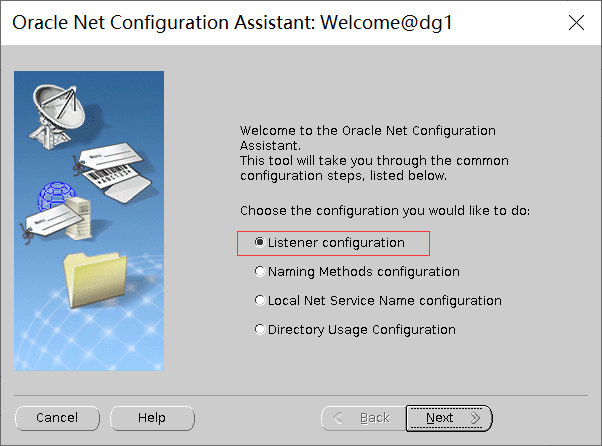 Oracle Net Configuration Assistant: Welcome@dg1
Welcome to the Oracle Net Configuration
Assistant.
This tool will take you through the common
configuration steps, listed below.
Choose the configuration you would like to do:
Listener configuration
Naming Methods configuration
Local Net Service Name configuration
Directory Usage Configuration
Cancel
Help
Back
Next